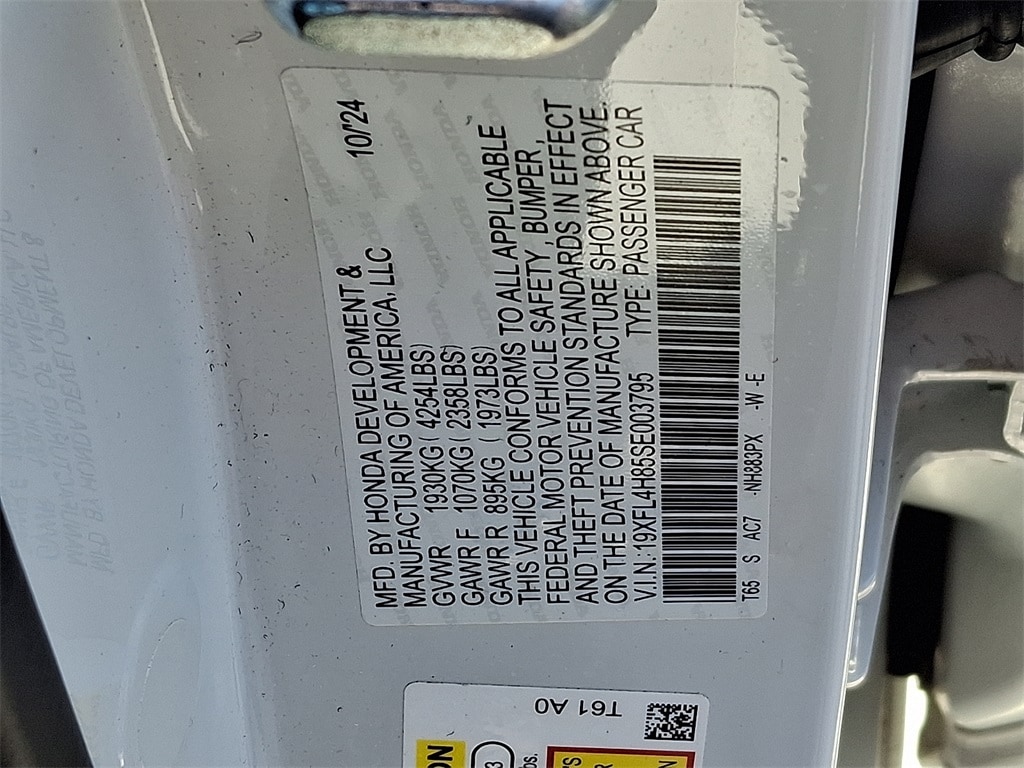 MFD. BY HONDA DEVELOPMENT & 10/'24
MANUFACTURING OF AMERICA, LLC
GVWR 1930KG ( 4254LBS)
GAWR F 1070KG ( 2358LBS)
GAWR R 895KG ( 1973LBS)
THIS VEHICLE CONFORMS TO ALL APPLICABLE
FEDERAL MOTOR VEHICLE SAFETY, BUMPER,
AND THEFT PREVENTION STANDARDS IN EFFECT
ON THE DATE OF MANUFACTURE SHOWN ABOVE.
V.I.N:19XFL4H85SE003795 TYPE: PASSENGER CAR
T65 S AC7 -NH883PX -W -E
T61 A0